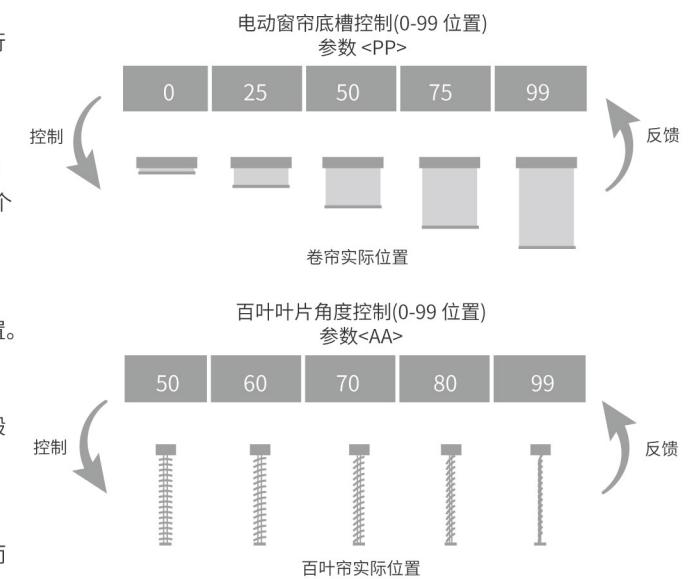 电动窗帘底槽控制(0-99 位置)
参数 <PP>
0 25 50 75 99
控制
反馈
个
卷帘实际位置
百叶叶片角度控制(0-99 位置)
置。
参数<AA>
50 60 70 80 99
控制
反馈
百叶帘实际位置